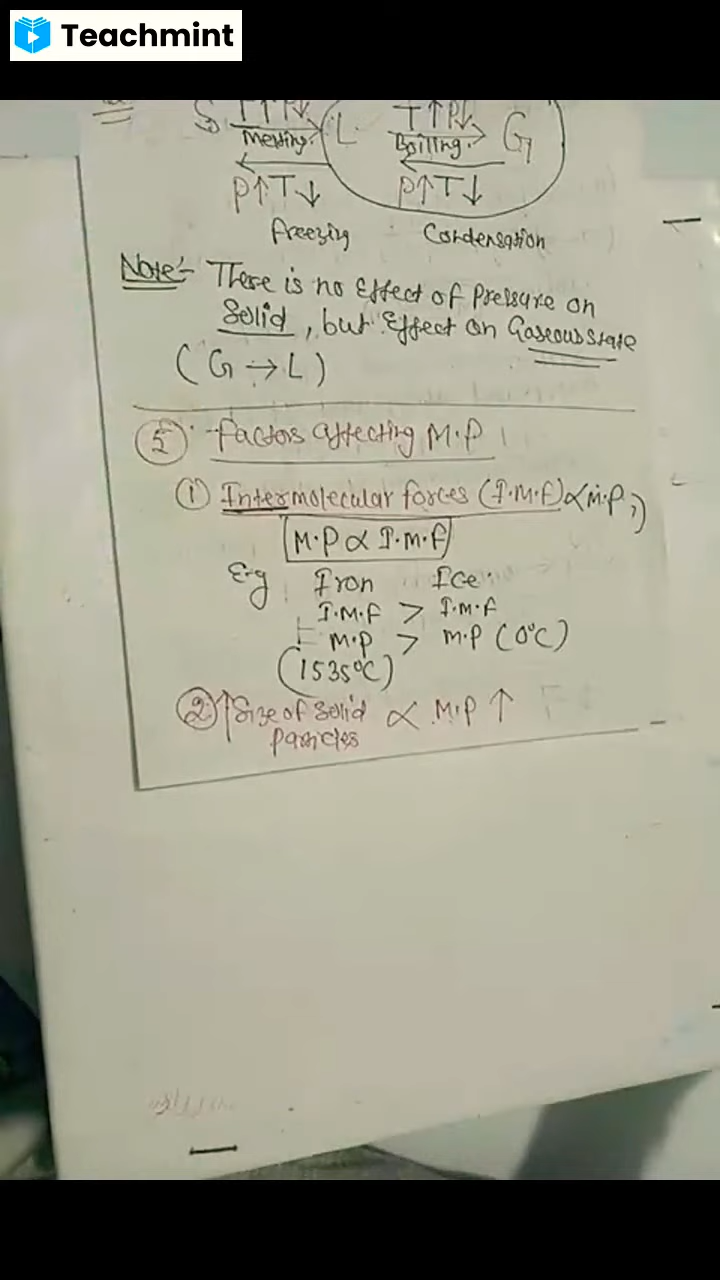 Teachmint
S T↑P↓ L T↑P↓ G
Melting Boiling
P↑T↓ P↑T↓
Freezing Condensation
Note:- There is no Effect of Pressure on
Solid, but Effect on Gaseous state
(G → L)
5 Factors affecting M.P
① Intermolecular forces (I.M.F) ∝ M.P
M.P ∝ I.M.F
E.g Iron Ice
I.M.F > I.M.F
M.P > M.P (0°C)
(1535°C)
② ↑ Size of Solid ∝ M.P ↑
Particles